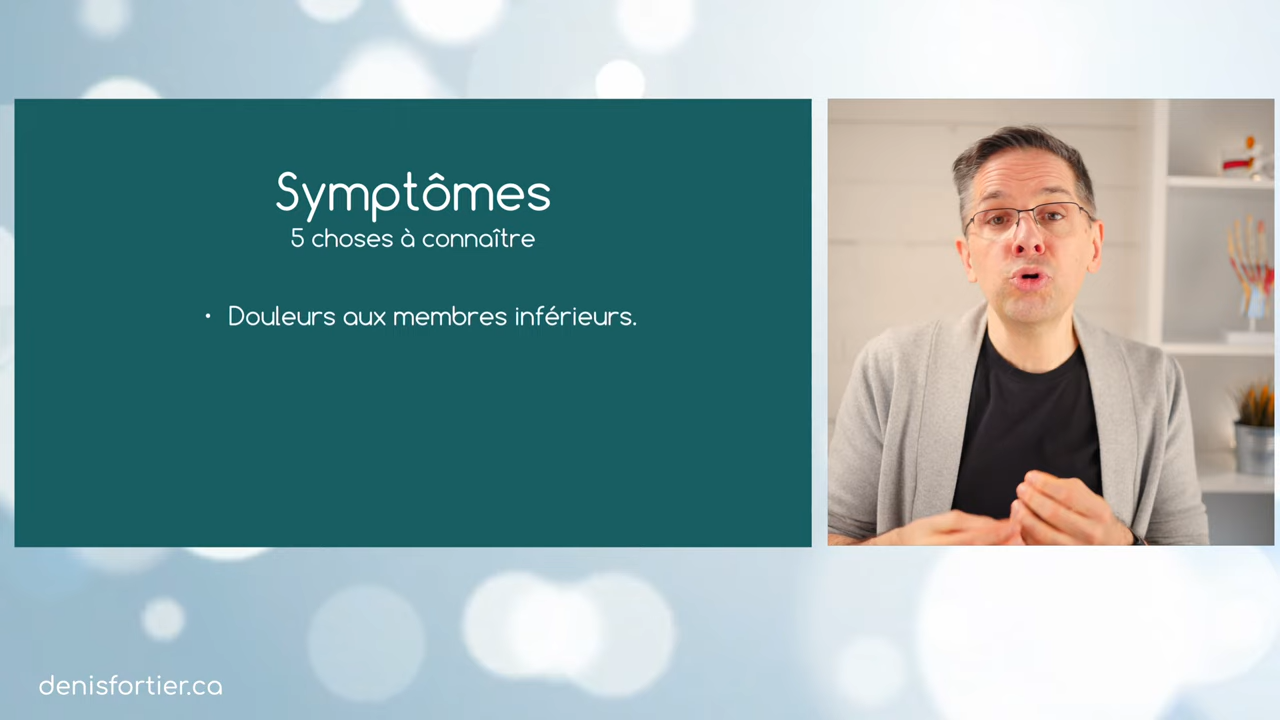 Symptômes
5 choses à connaître
• Douleurs aux membres inférieurs.
denisfortier.ca